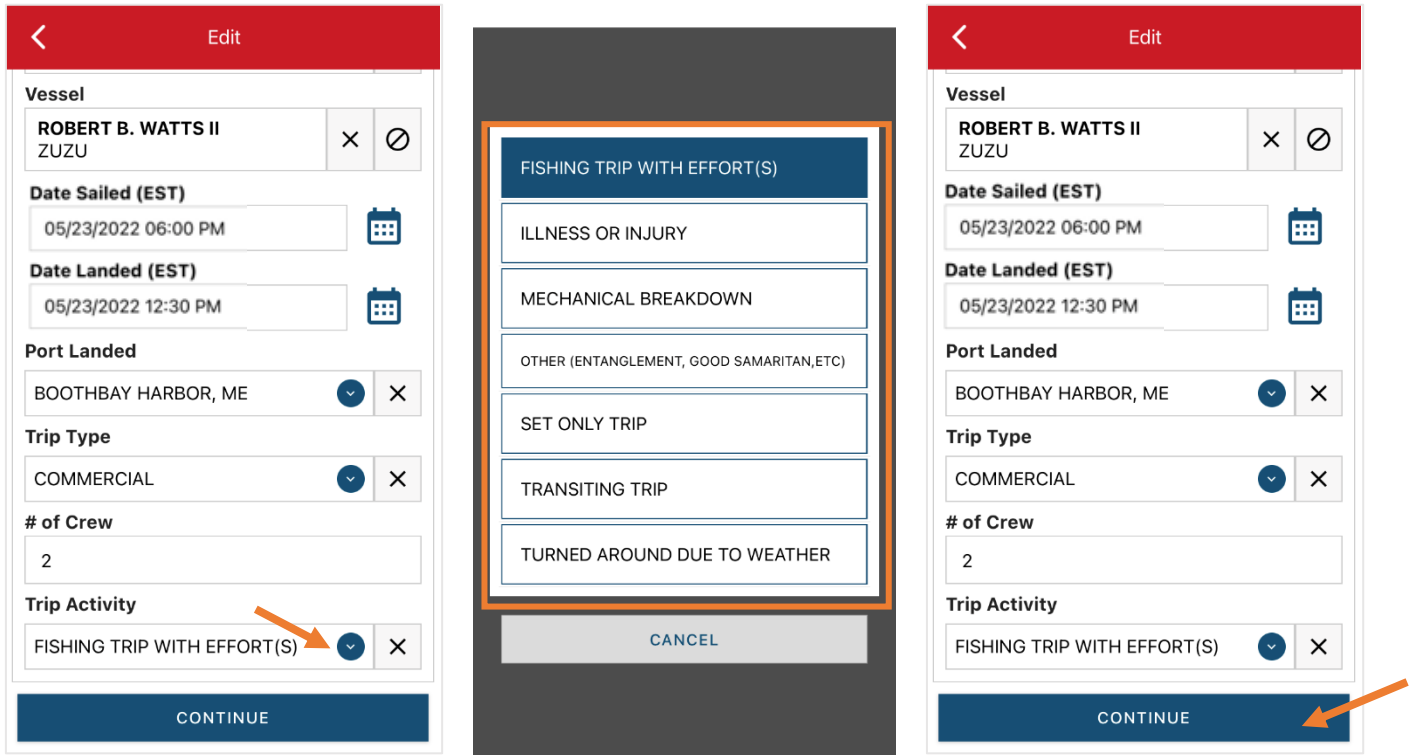 Edit
Vessel
ROBERT B. WATTS II
ZUZU
Date Sailed (EST)
05/23/2022 06:00 PM
Date Landed (EST)
05/23/2022 12:30 PM
Port Landed
BOOTHBAY HARBOR, ME
Trip Type
COMMERCIAL
# of Crew
2
Trip Activity
FISHING TRIP WITH EFFORT(S)
CONTINUE
FISHING TRIP WITH EFFORT(S)
ILLNESS OR INJURY
MECHANICAL BREAKDOWN
OTHER (ENTANGLEMENT, GOOD SAMARITAN,ETC)
SET ONLY TRIP
TRANSITING TRIP
TURNED AROUND DUE TO WEATHER
CANCEL
Edit
Vessel
ROBERT B. WATTS II
ZUZU
Date Sailed (EST)
05/23/2022 06:00 PM
Date Landed (EST)
05/23/2022 12:30 PM
Port Landed
BOOTHBAY HARBOR, ME
Trip Type
COMMERCIAL
# of Crew
2
Trip Activity
FISHING TRIP WITH EFFORT(S)
CONTINUE